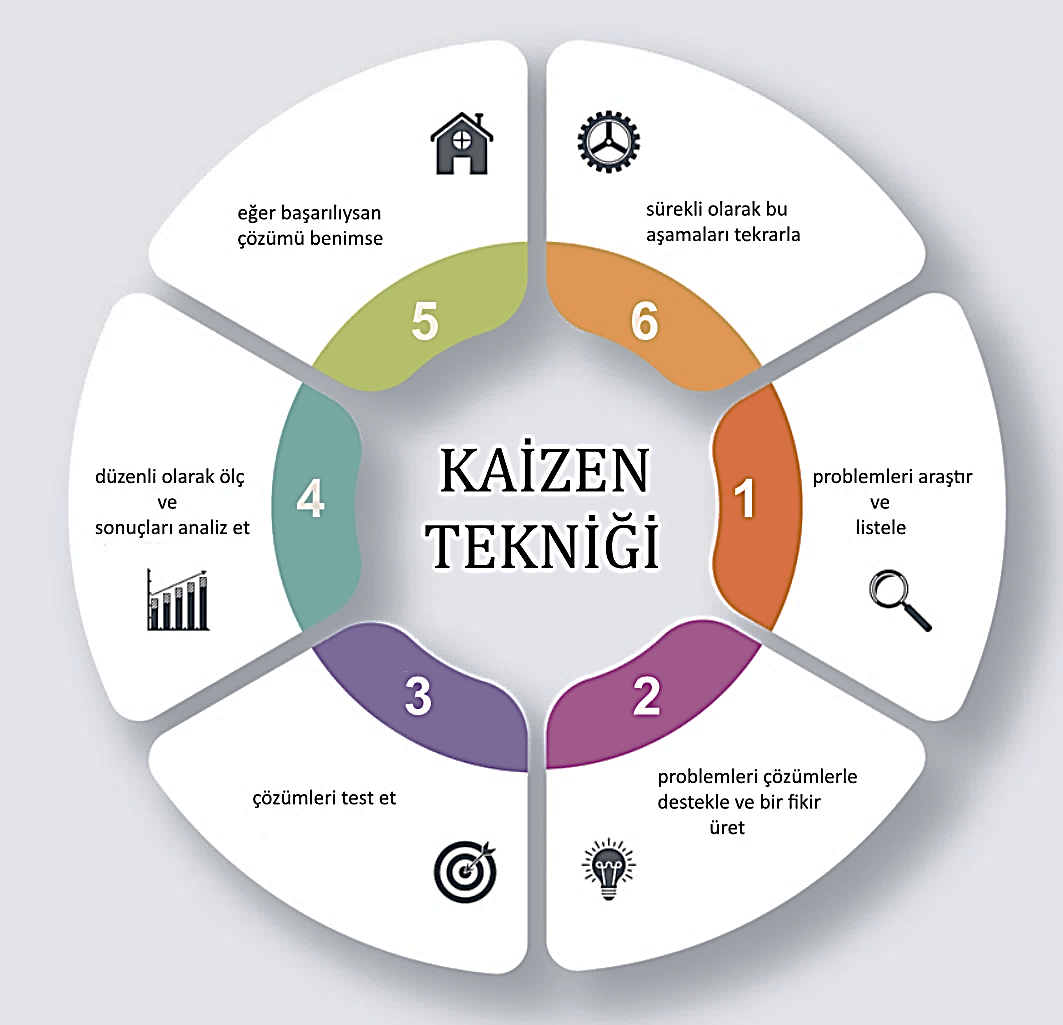 KAİZEN
TEKNİĞİ
1
problemleri araştır
ve
listele
2
problemleri çözümlerle
destekle ve bir fikir
üret
3
çözümleri test et
4
düzenli olarak ölç
ve
sonuçları analiz et
5
eğer başarılıysan
çözümü benimse
6
sürekli olarak bu
aşamaları tekrarla